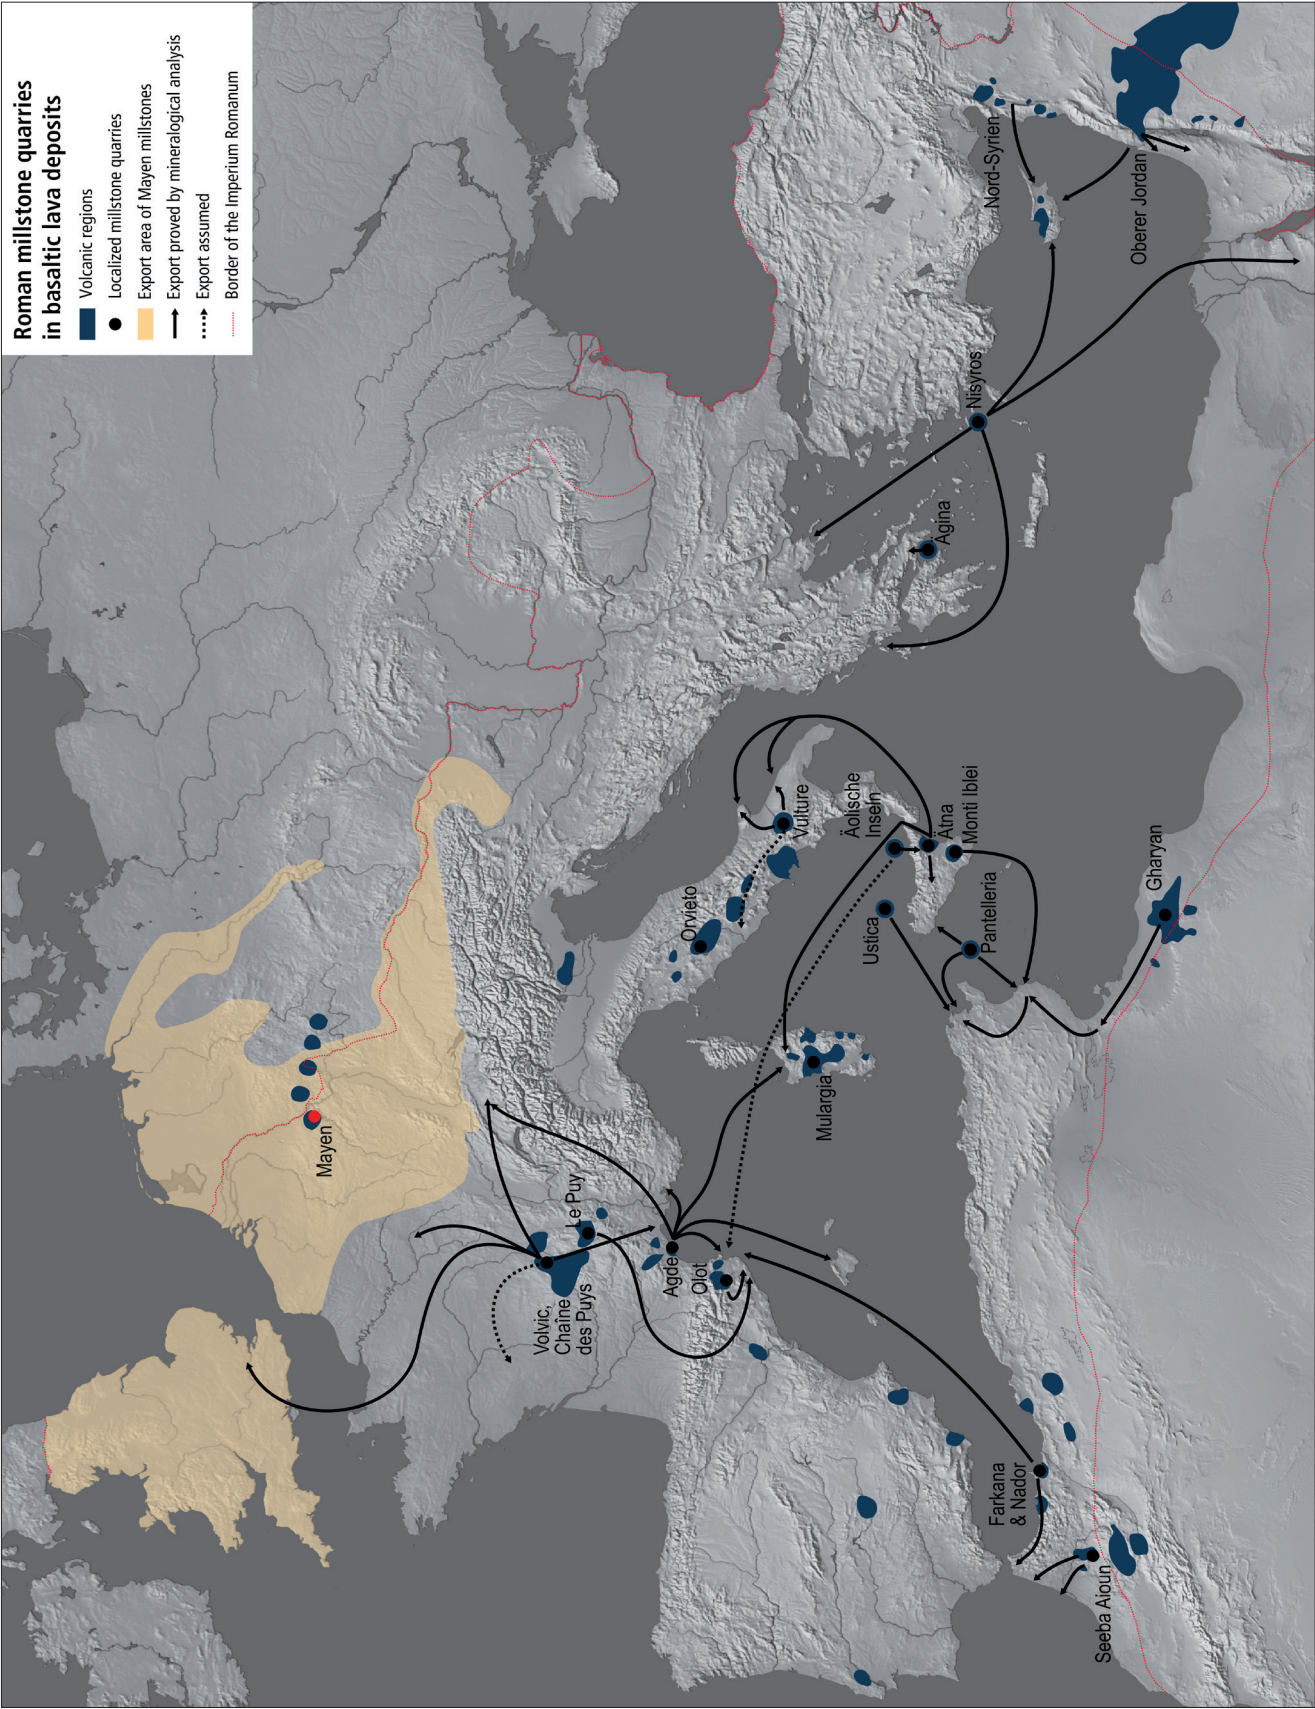 Roman millstone quarries
in basaltic lava deposits
Volcanic regions
Localized millstone quarries
Export area of Mayen millstones
Export proved by mineralogical analysis
Export assumed
Border of the Imperium Romanum
Mayen
Volvic,
Chaîne
des Puys
Le Puy
Agde
Olot
Orvieto
Vulture
Äolische
Inseln
Ätna
Monti Iblei
Ustica
Pantelleria
Mulargia
Gharyan
Farkana
& Nador
Seeba Aioun
Ägina
Nisyros
Nord-Syrien
Oberer Jordan